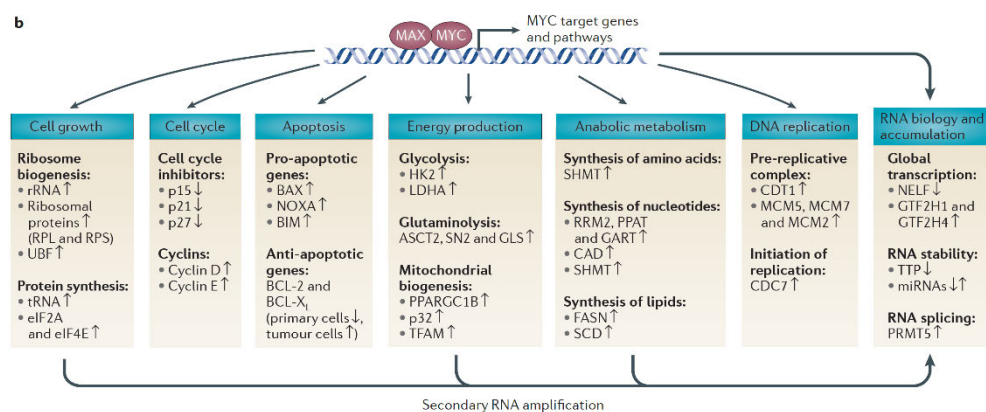 b
MAX MYC
MYC target genes
and pathways
Cell growth
Ribosome
biogenesis:
• rRNA↑
• Ribosomal
proteins↑
(RPL and RPS)
• UBF↑
Protein synthesis:
• tRNA↑
• eIF2A
and eIF4E↑
Cell cycle
Cell cycle
inhibitors:
• p15↓
• p21↓
• p27↓
Cyclins:
• Cyclin D↑
• Cyclin E↑
Apoptosis
Pro-apoptotic
genes:
• BAX↑
• NOXA↑
• BIM↑
Anti-apoptotic
genes:
BCL-2 and
BCL-XL
(primary cells↓,
tumour cells↑)
Energy production
Glycolysis:
• HK2↑
• LDHA↑
Glutaminolysis:
ASCT2, SN2 and GLS↑
Mitochondrial
biogenesis:
• PPARGC1B↑
• p32↑
• TFAM↑
Anabolic metabolism
Synthesis of amino acids:
SHMT↑
Synthesis of nucleotides:
• RRM2, PPAT
and GART↑
• CAD↑
• SHMT↑
Synthesis of lipids:
• FASN↑
• SCD↑
DNA replication
Pre-replicative
complex:
• CDT1↑
• MCM5, MCM7
and MCM2↑
Initiation of
replication:
CDC7↑
RNA biology and
accumulation
Global
transcription:
• NELF↓
• GTF2H1 and
GTF2H4↑
RNA stability:
• TTP↓
• miRNAs↓↑
RNA splicing:
PRMT5↑
Secondary RNA amplification